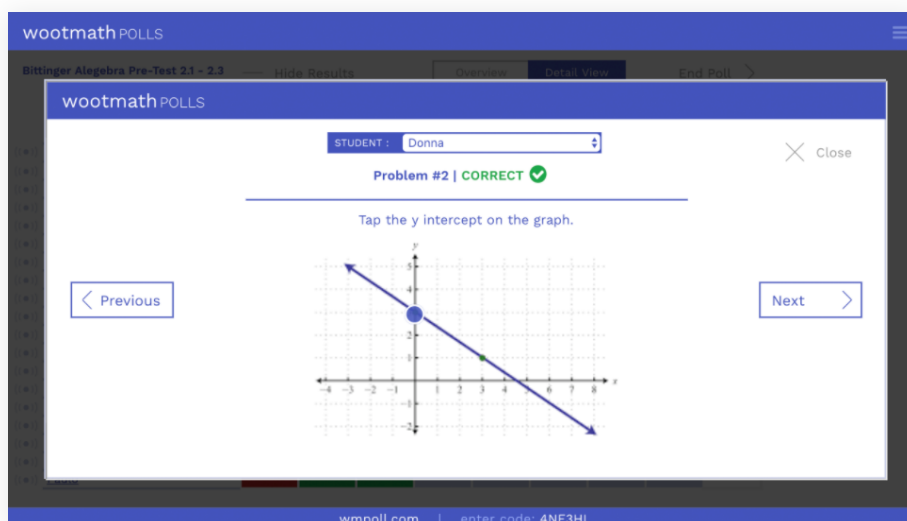 wootmath POLLS
Bittinger Alegebra Pre-Test 2.1 - 2.3 Hide Results Overview Detail View End Poll
wootmath POLLS
STUDENT : Donna
Close
Problem #2 | CORRECT
Tap the y intercept on the graph.
y
5
4
Previous
Next
2
1
-4 -3 -2 -1 1 2 3 4 5 6 7 8 x
-1
-2
wmpoll.com | enter code: 4NF3HL